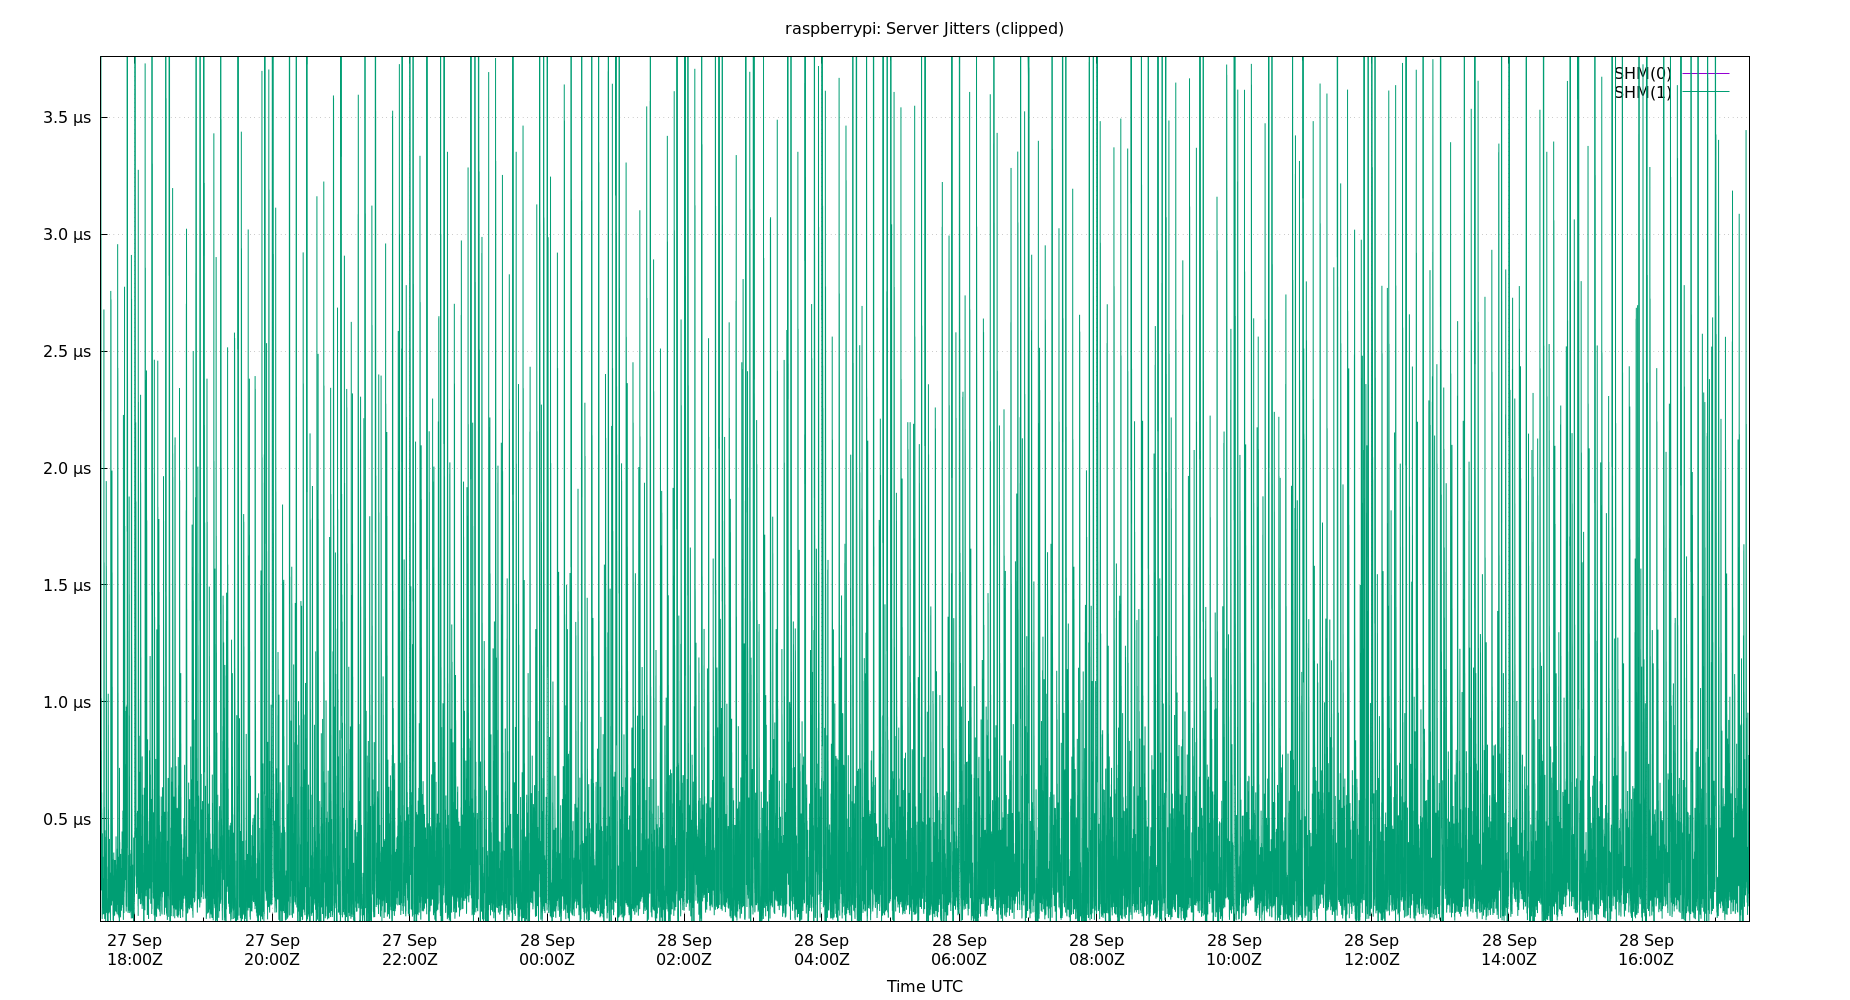 raspberrypi: Server Jitters (clipped)
SHM(0)
SHM(1)
3.5 µs
3.0 µs
2.5 µs
2.0 µs
1.5 µs
1.0 µs
0.5 µs
27 Sep 27 Sep 27 Sep 28 Sep 28 Sep 28 Sep 28 Sep 28 Sep 28 Sep 28 Sep 28 Sep 28 Sep
18:00Z 20:00Z 22:00Z 00:00Z 02:00Z 04:00Z 06:00Z 08:00Z 10:00Z 12:00Z 14:00Z 16:00Z
Time UTC